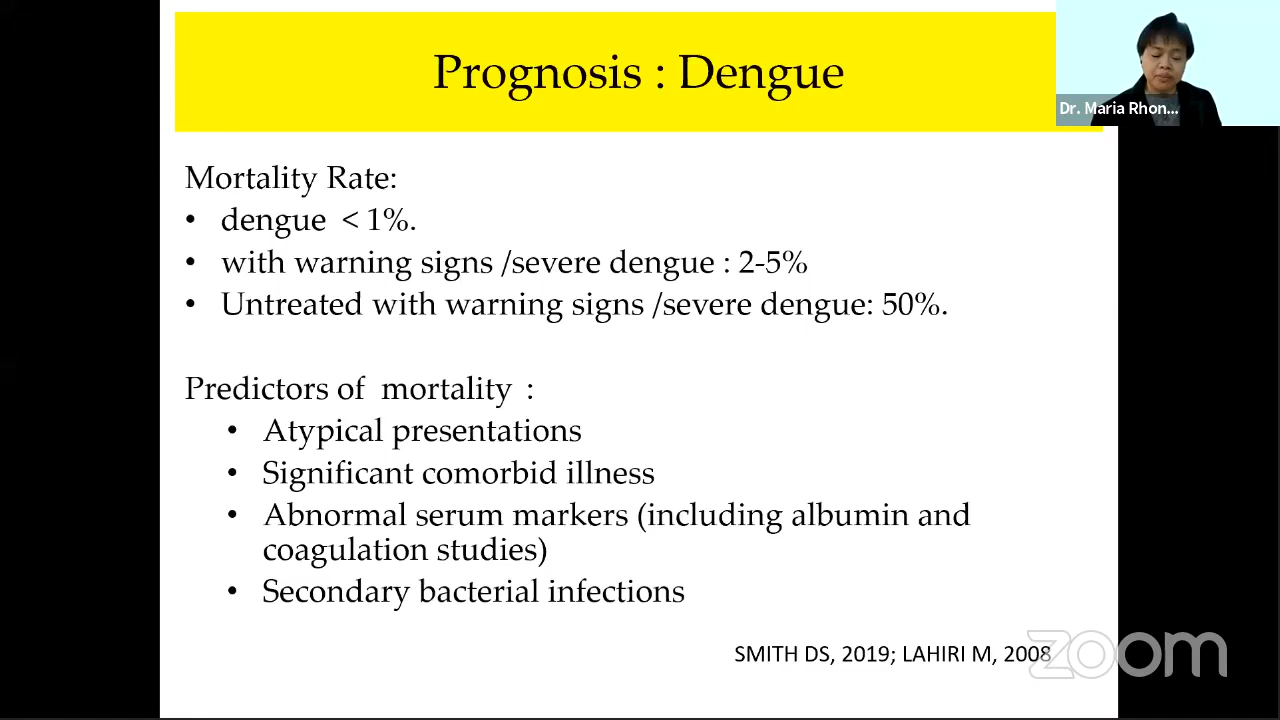 Prognosis : Dengue
Dr. Maria Rhon...
Mortality Rate:
• dengue < 1%.
• with warning signs /severe dengue : 2-5%
• Untreated with warning signs /severe dengue: 50%.
Predictors of mortality :
• Atypical presentations
• Significant comorbid illness
• Abnormal serum markers (including albumin and
coagulation studies)
• Secondary bacterial infections
SMITH DS, 2019; LAHIRI M, 2008
zoom